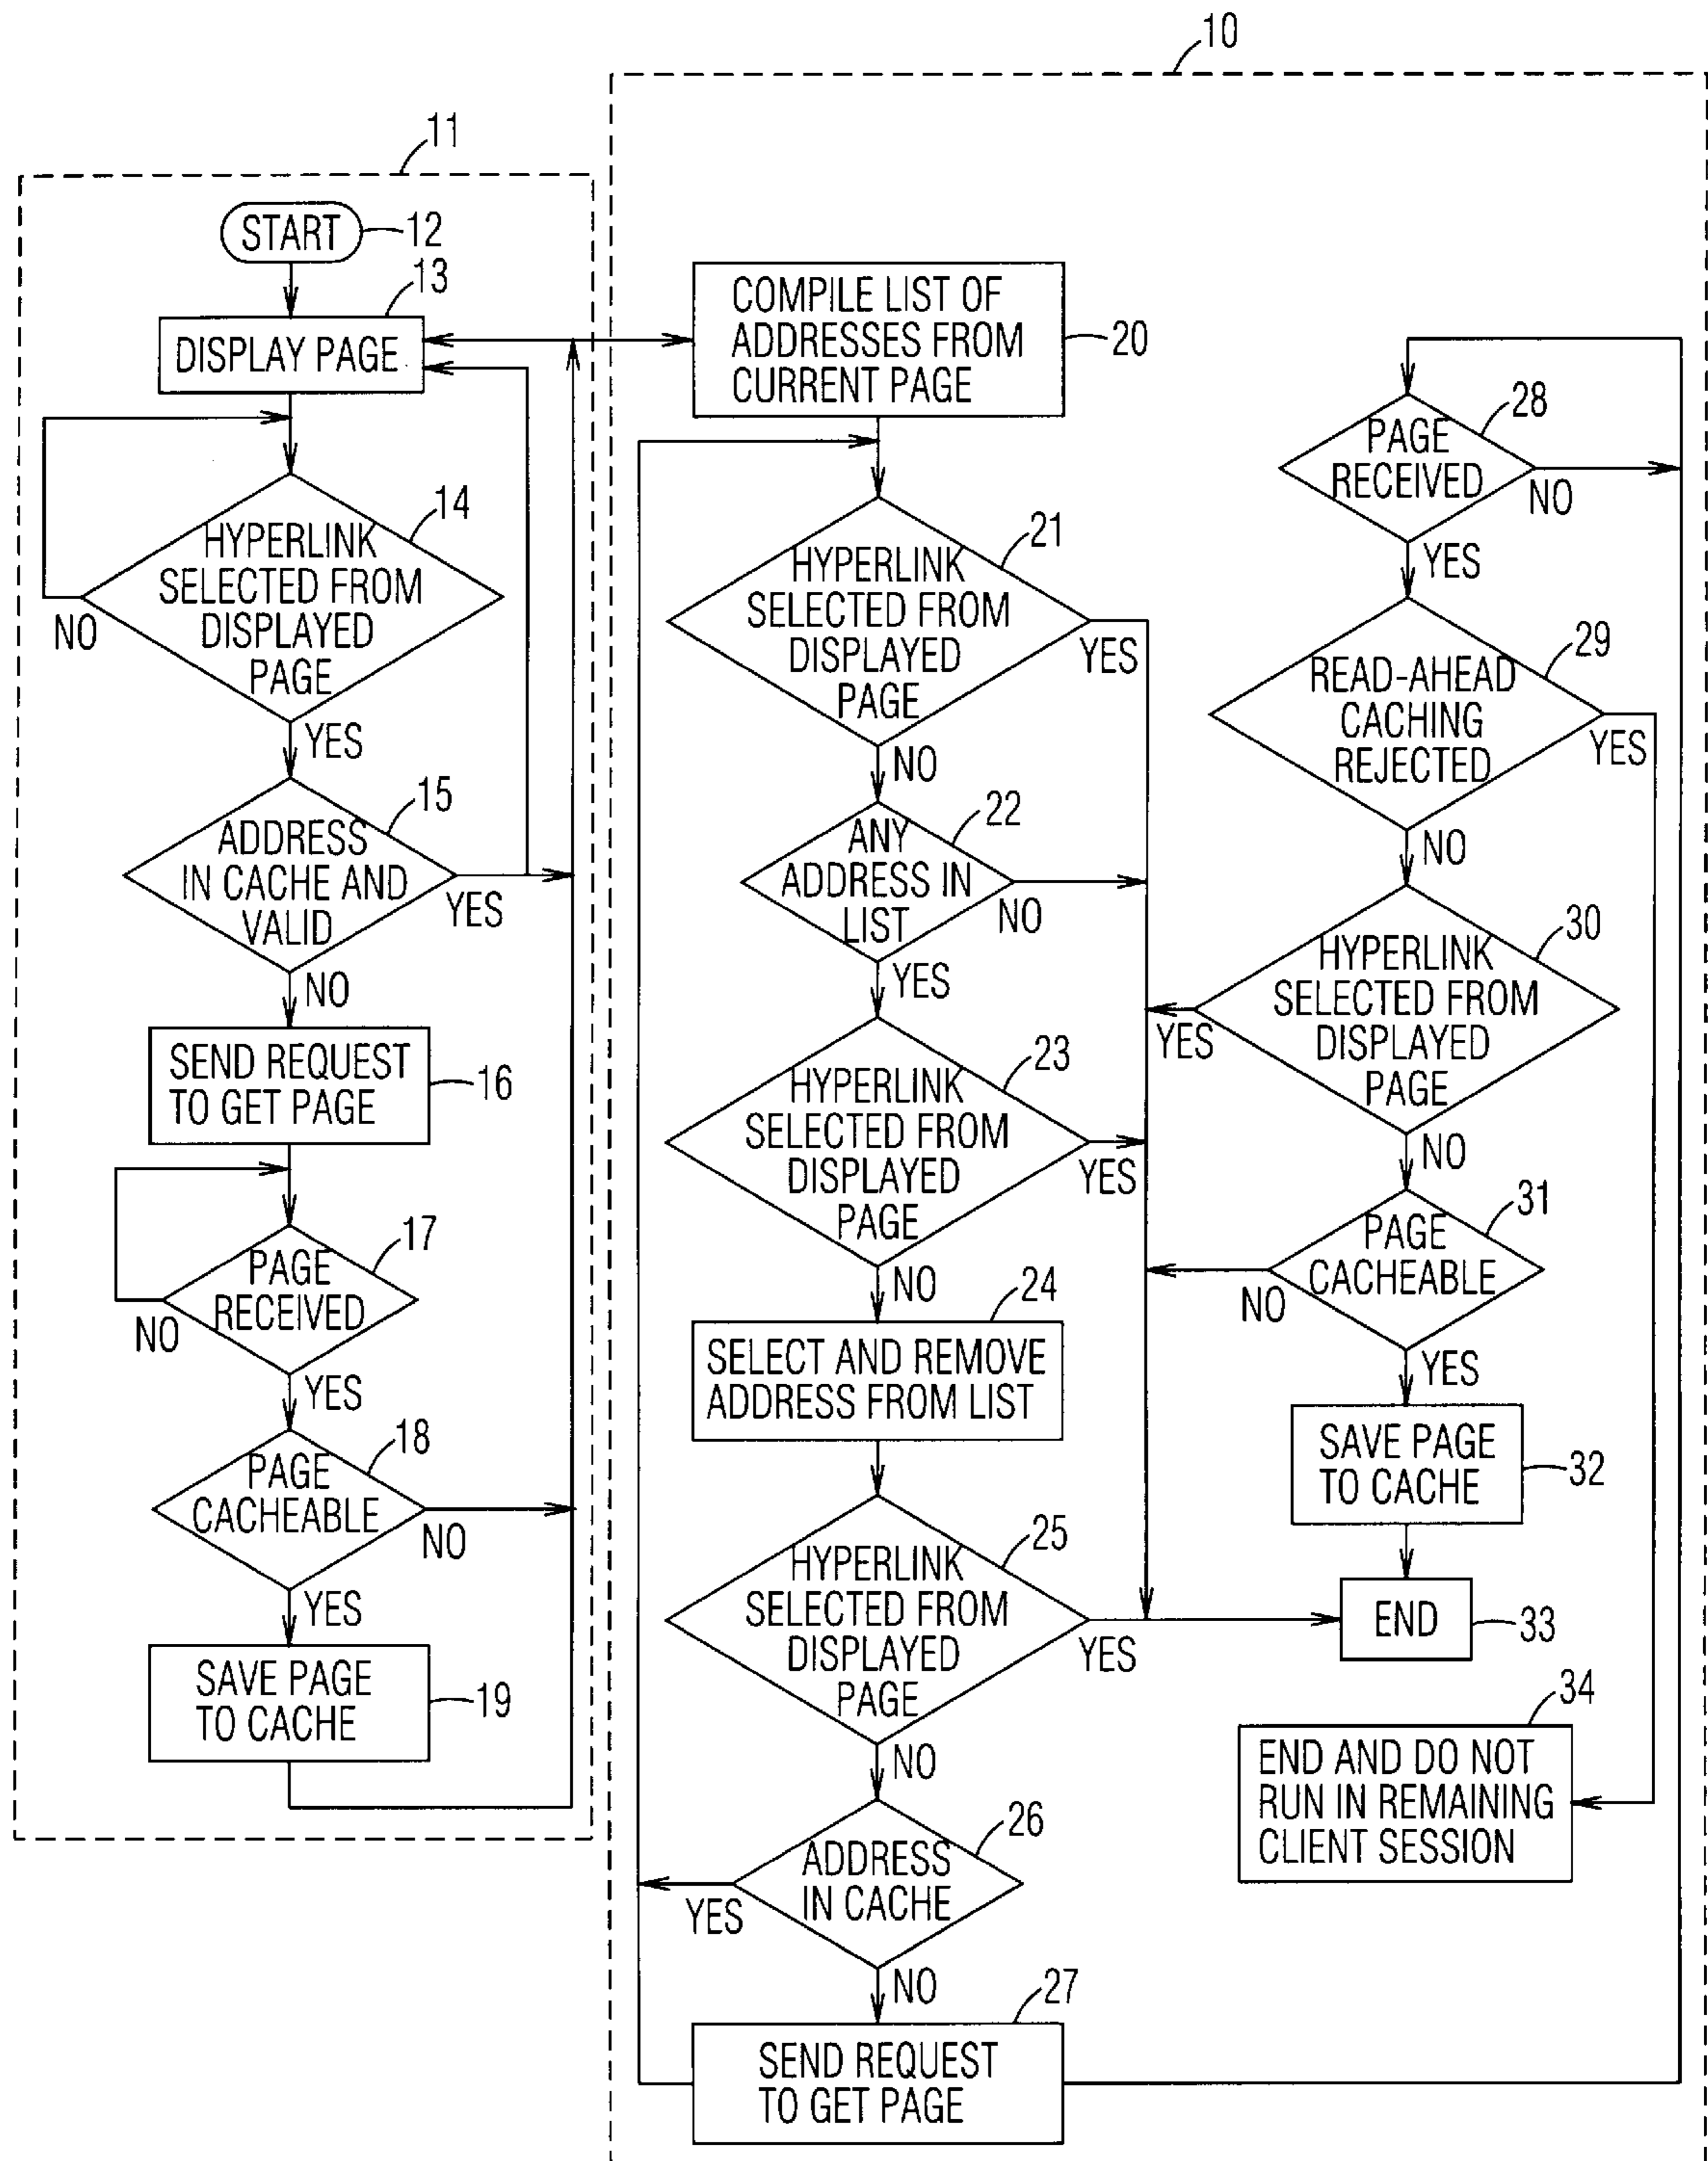 10
11
START
12
13
DISPLAY PAGE
14
HYPERLINK
SELECTED FROM
DISPLAYED
PAGE
NO
YES
15
ADDRESS
IN CACHE AND
VALID
YES
NO
SEND REQUEST
TO GET PAGE
16
17
PAGE
RECEIVED
NO
YES
18
PAGE
CACHEABLE
NO
YES
SAVE PAGE
TO CACHE
19
COMPILE LIST OF
ADDRESSES FROM
CURRENT PAGE
20
21
HYPERLINK
SELECTED FROM
DISPLAYED
PAGE
YES
NO
22
ANY
ADDRESS IN
LIST
NO
YES
23
HYPERLINK
SELECTED FROM
DISPLAYED
PAGE
YES
NO
24
SELECT AND REMOVE
ADDRESS FROM LIST
25
HYPERLINK
SELECTED FROM
DISPLAYED
PAGE
YES
NO
26
ADDRESS
IN CACHE
YES
NO
27
SEND REQUEST
TO GET PAGE
28
PAGE
RECEIVED
NO
YES
29
READ-AHEAD
CACHING
REJECTED
YES
NO
30
HYPERLINK
SELECTED FROM
DISPLAYED
PAGE
YES
NO
31
PAGE
CACHEABLE
NO
YES
SAVE PAGE
TO CACHE
32
END
33
34
END AND DO NOT
RUN IN REMAINING
CLIENT SESSION